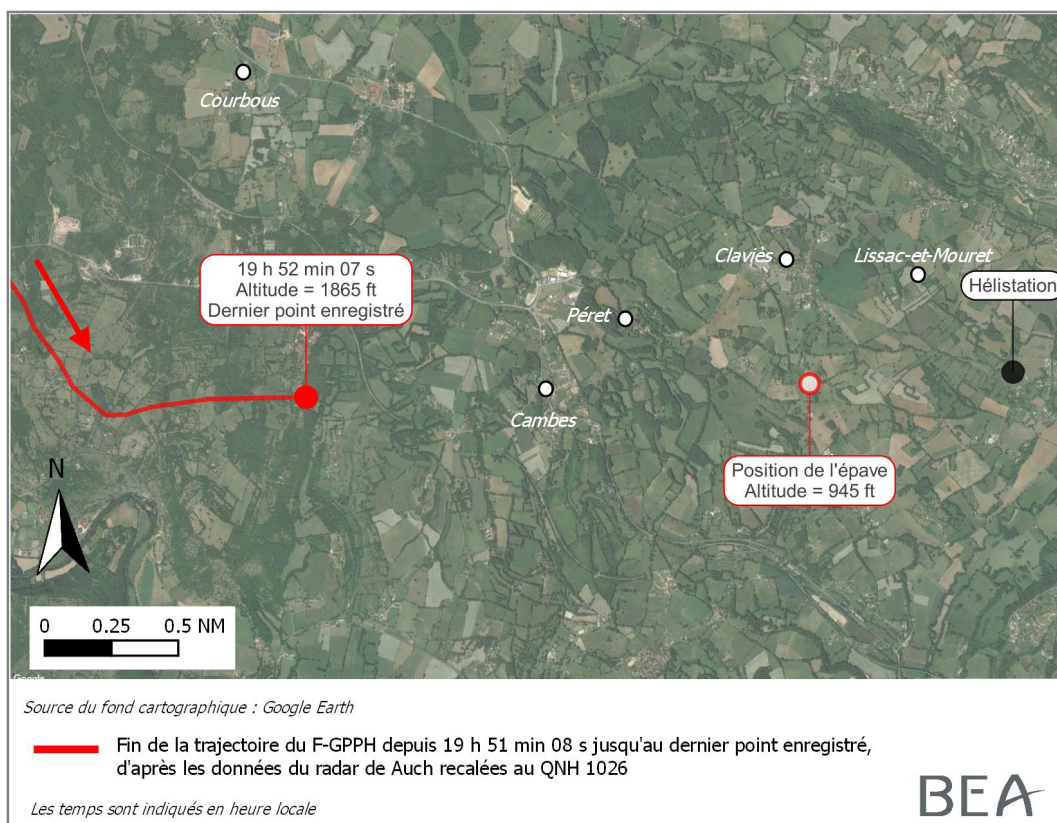 Courbous
19 h 52 min 07 s
Altitude = 1865 ft
Dernier point enregistré
Claviès
Lissac-et-Mouret
Hélistation
Péret
Cambes
Position de l'épave
Altitude = 945 ft
N
0 0.25 0.5 NM
Google
Source du fond cartographique : Google Earth
Fin de la trajectoire du F-GPPH depuis 19 h 51 min 08 s jusqu'au dernier point enregistré,
d'après les données du radar de Auch recalées au QNH 1026
Les temps sont indiqués en heure locale
BEA